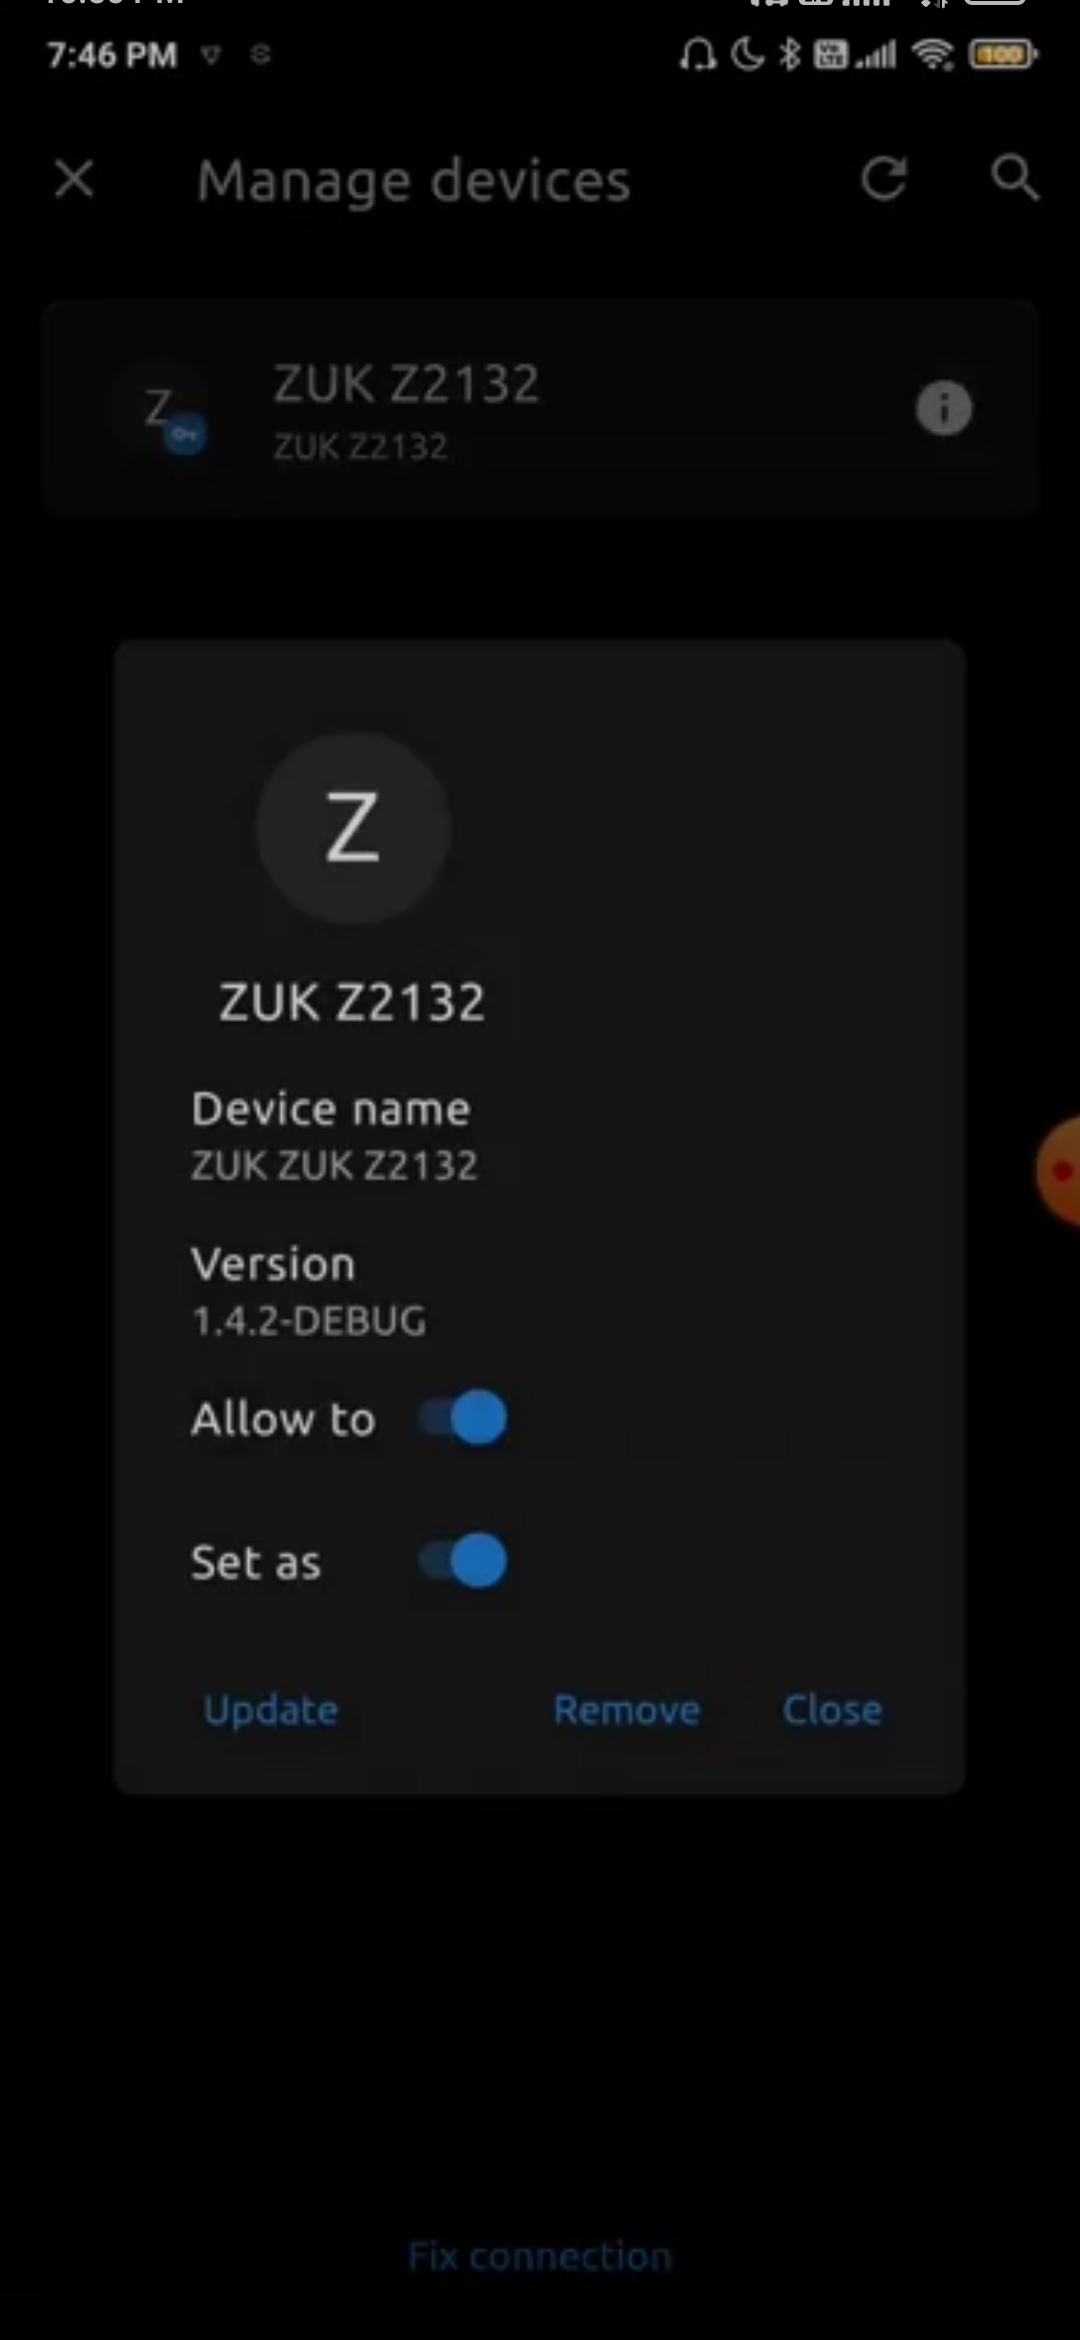 7:46 PM
100
Manage devices
Z
ZUK Z2132
ZUK Z2132
Z
ZUK Z2132
Device name
ZUK ZUK Z2132
Version
1.4.2-DEBUG
Allow to
Set as
Update Remove Close
Fix connection